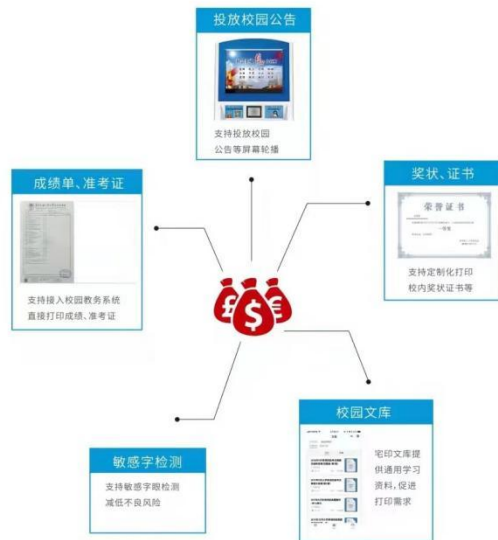 投放校园公告
支持投放校园
公告等屏幕轮播
成绩单、准考证
支持接入校园教务系统
直接打印成绩、准考证
奖状、证书
荣誉证书
一等奖
支持定制化打印
校内奖状证书等
£
$
€
敏感字检测
支持敏感字眼检测
减低不良风险
校园文库
宅印文库提
供通用学习
资料，促进
打印需求